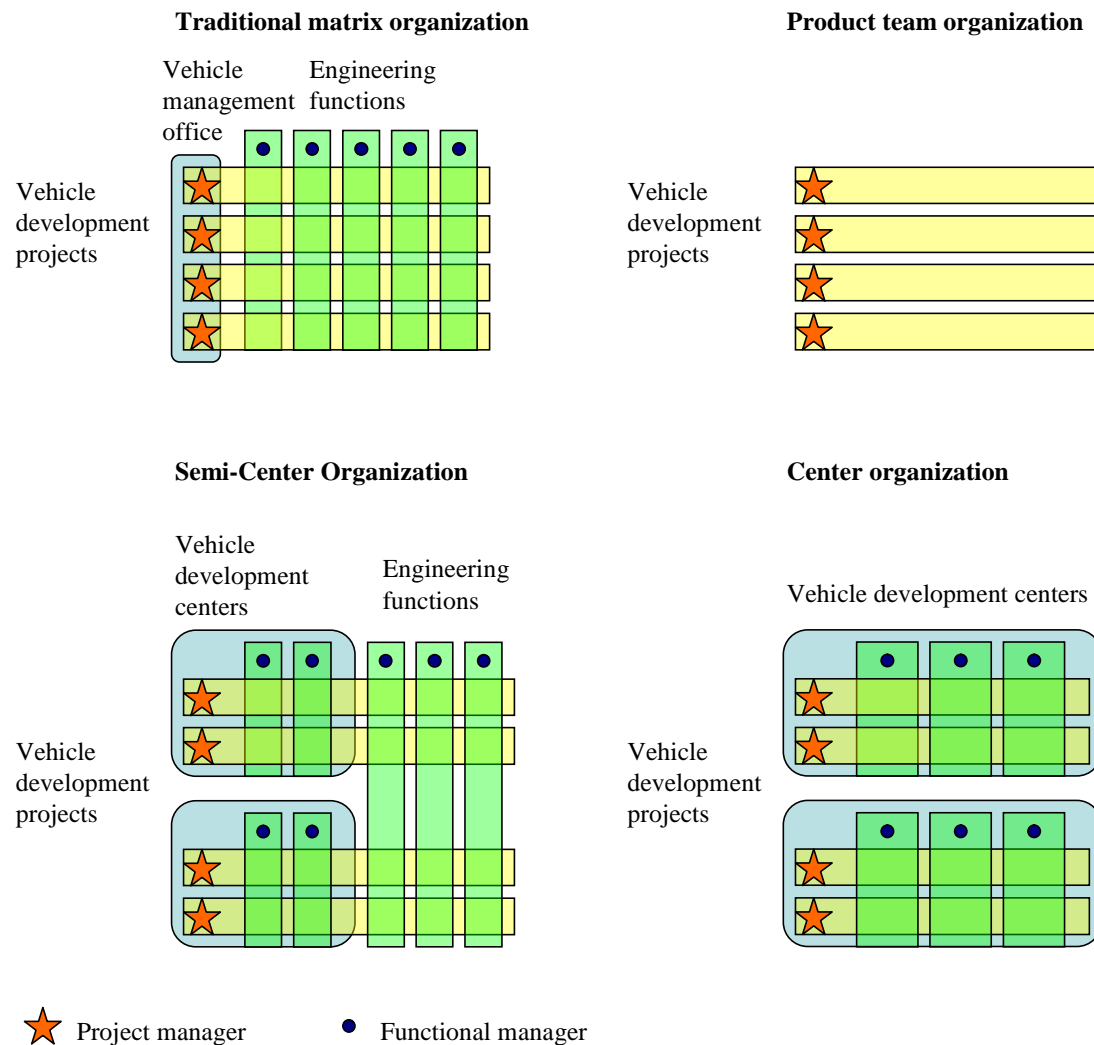 Traditional matrix organization
Product team organization
Vehicle
management
office
Engineering
functions
Vehicle
development
projects
Vehicle
development
projects
Semi-Center Organization
Center organization
Vehicle
development
centers
Engineering
functions
Vehicle development centers
Vehicle
development
projects
Vehicle
development
projects
Project manager
Functional manager